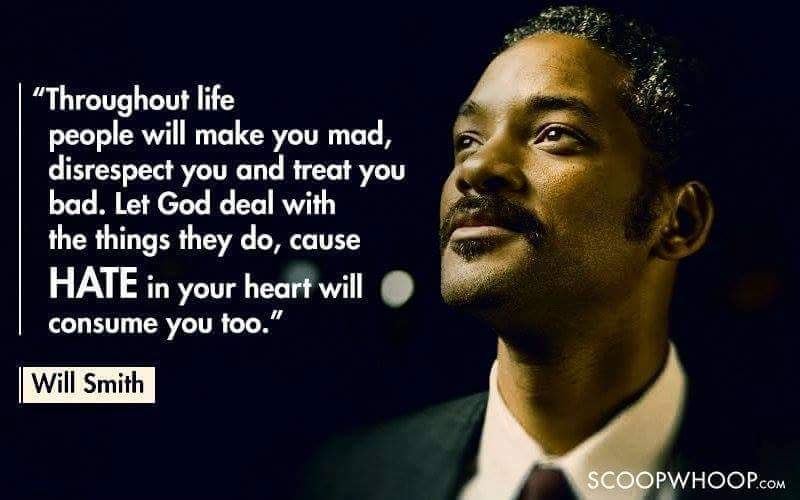 “Throughout life
people will make you mad,
disrespect you and treat you
bad. Let God deal with
the things they do, cause
HATE in your heart will
consume you too.”
Will Smith
SCOOPWHOOP.COM